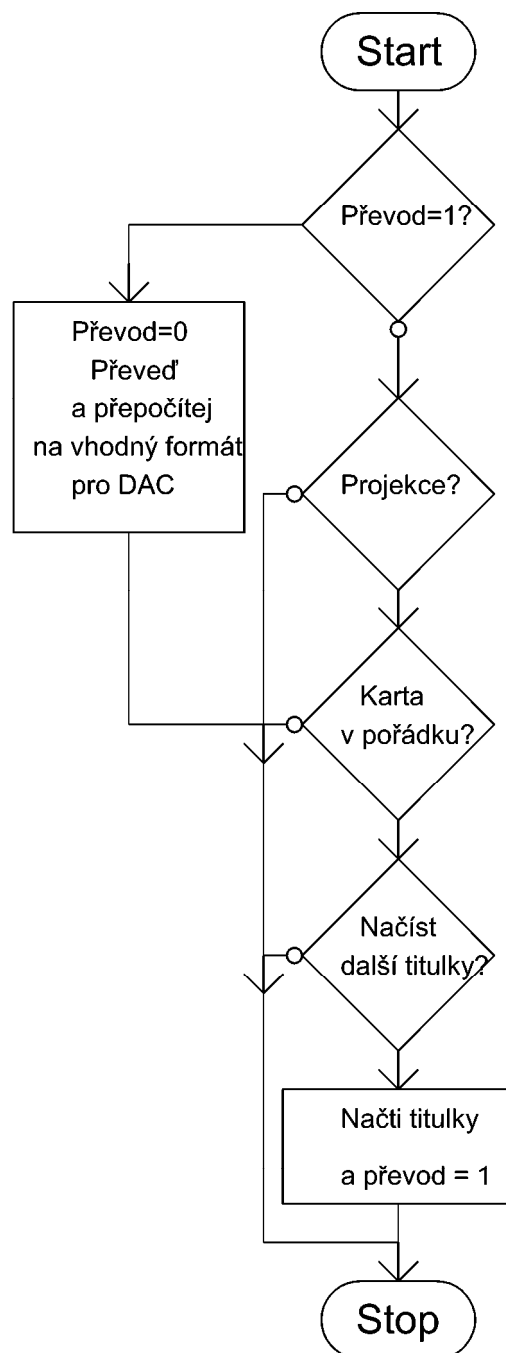 Start
Převod=1?
Převod=0
Převeď
a přepočítej
na vhodný formát
pro DAC
Projekce?
Karta
v pořádku?
Načíst
další titulky?
Načti titulky
a převod = 1
Stop